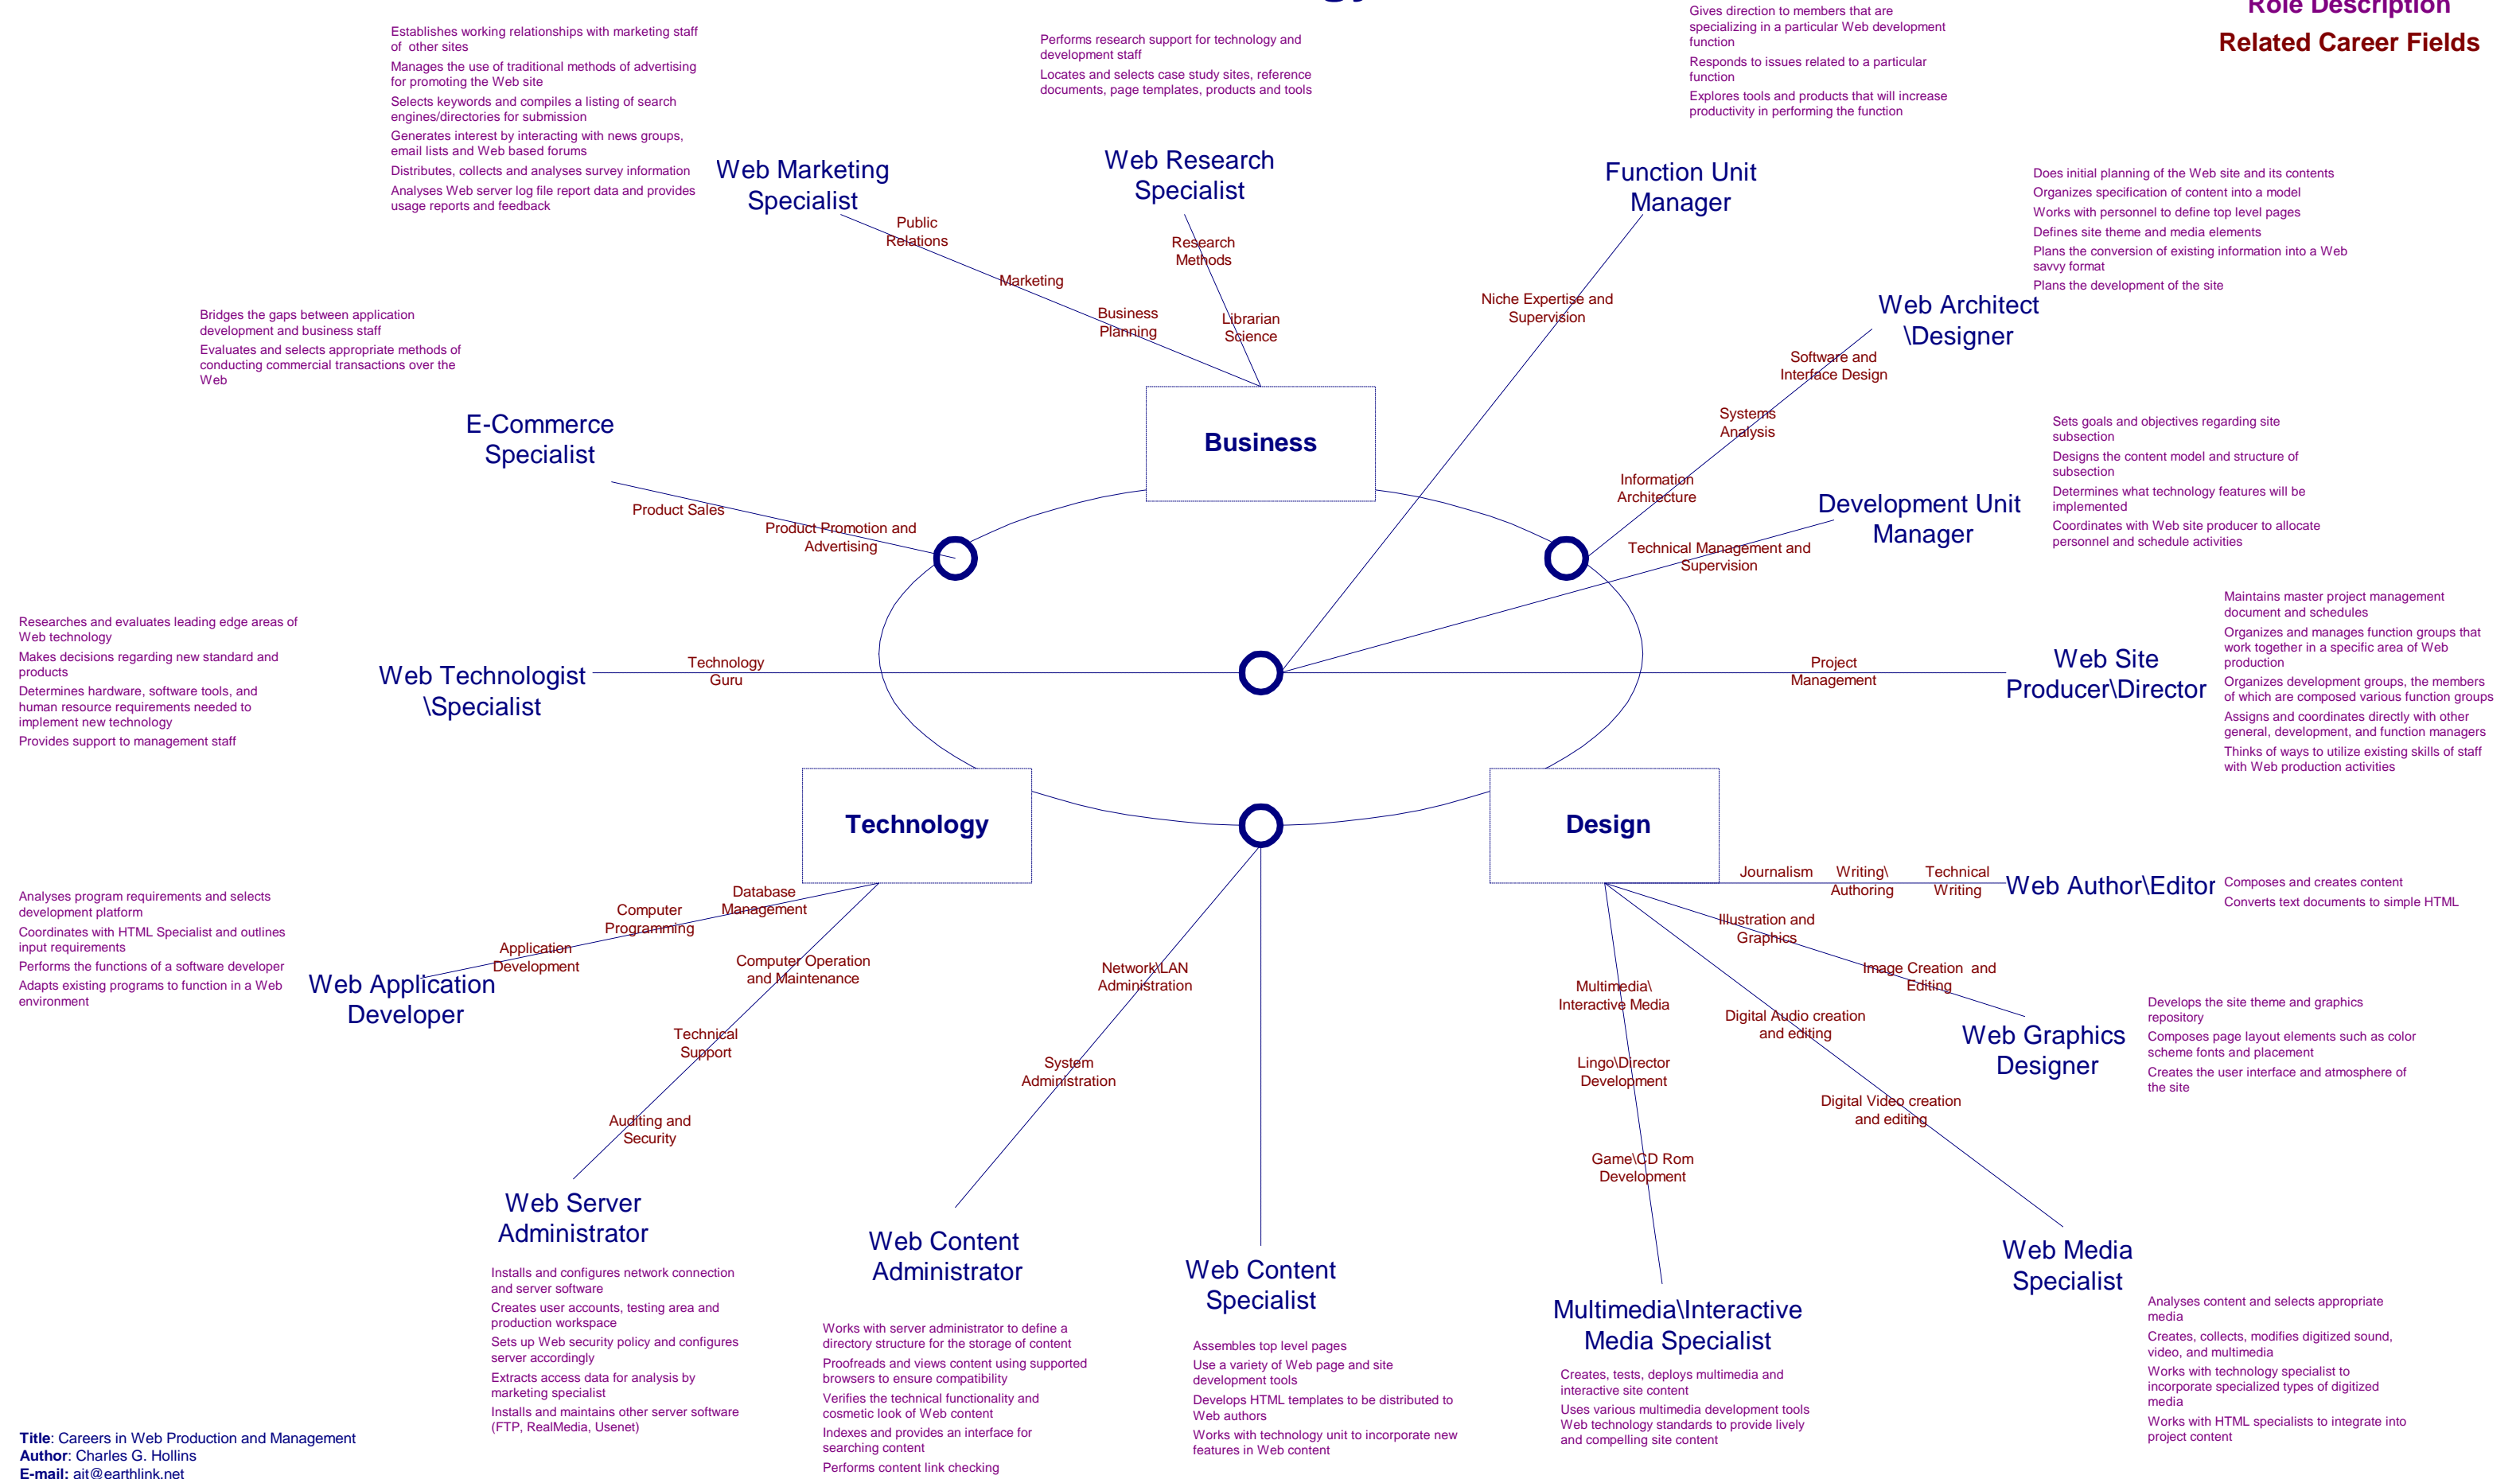 Role Description
Related Career Fields
Establishes working relationships with marketing staff
of other sites
Manages the use of traditional methods of advertising
for promoting the Web site
Selects keywords and compiles a listing of search
engines/directories for submission
Generates interest by interacting with news groups,
email lists and Web based forums
Distributes, collects and analyses survey information
Analyses Web server log file report data and provides
usage reports and feedback
Web Marketing
Specialist
Public
Relations
Marketing
Business
Planning
Performs research support for technology and
development staff
Locates and selects case study sites, reference
documents, page templates, products and tools
Web Research
Specialist
Research
Methods
Librarian
Science
Gives direction to members that are
specializing in a particular Web development
function
Responds to issues related to a particular
function
Explores tools and products that will increase
productivity in performing the function
Function Unit
Manager
Niche Expertise and
Supervision
Does initial planning of the Web site and its contents
Organizes specification of content into a model
Works with personnel to define top level pages
Defines site theme and media elements
Plans the conversion of existing information into a Web
savvy format
Plans the development of the site
Web Architect
\Designer
Software and
Interface Design
Systems
Analysis
Information
Architecture
Bridges the gaps between application
development and business staff
Evaluates and selects appropriate methods of
conducting commercial transactions over the
Web
E-Commerce
Specialist
Product Sales
Product Promotion and
Advertising
Business
Sets goals and objectives regarding site
subsection
Designs the content model and structure of
subsection
Determines what technology features will be
implemented
Coordinates with Web site producer to allocate
personnel and schedule activities
Development Unit
Manager
Technical Management and
Supervision
Researches and evaluates leading edge areas of
Web technology
Makes decisions regarding new standard and
products
Determines hardware, software tools, and
human resource requirements needed to
implement new technology
Provides support to management staff
Web Technologist
\Specialist
Technology
Guru
Project
Management
Web Site
Producer\Director
Maintains master project management
document and schedules
Organizes and manages function groups that
work together in a specific area of Web
production
Organizes development groups, the members
of which are composed various function groups
Assigns and coordinates directly with other
general, development, and function managers
Thinks of ways to utilize existing skills of staff
with Web production activities
Technology
Design
Journalism
Writing\
Authoring
Technical
Writing
Web Author\Editor
Composes and creates content
Converts text documents to simple HTML
Analyses program requirements and selects
development platform
Coordinates with HTML Specialist and outlines
input requirements
Performs the functions of a software developer
Adapts existing programs to function in a Web
environment
Web Application
Developer
Application
Development
Computer
Programming
Database
Management
Computer Operation
and Maintenance
Technical
Support
Auditing and
Security
Web Server
Administrator
Installs and configures network connection
and server software
Creates user accounts, testing area and
production workspace
Sets up Web security policy and configures
server accordingly
Extracts access data for analysis by
marketing specialist
Installs and maintains other server software
(FTP, RealMedia, Usenet)
Network\LAN
Administration
System
Administration
Web Content
Administrator
Works with server administrator to define a
directory structure for the storage of content
Proofreads and views content using supported
browsers to ensure compatibility
Verifies the technical functionality and
cosmetic look of Web content
Indexes and provides an interface for
searching content
Performs content link checking
Web Content
Specialist
Assembles top level pages
Use a variety of Web page and site
development tools
Develops HTML templates to be distributed to
Web authors
Works with technology unit to incorporate new
features in Web content
Multimedia\
Interactive Media
Lingo\Director
Development
Game\CD Rom
Development
Multimedia\Interactive
Media Specialist
Creates, tests, deploys multimedia and
interactive site content
Uses various multimedia development tools
Web technology standards to provide lively
and compelling site content
Illustration and
Graphics
Image Creation and
Editing
Web Graphics
Designer
Develops the site theme and graphics
repository
Composes page layout elements such as color
scheme fonts and placement
Creates the user interface and atmosphere of
the site
Digital Audio creation
and editing
Digital Video creation
and editing
Web Media
Specialist
Analyses content and selects appropriate
media
Creates, collects, modifies digitized sound,
video, and multimedia
Works with technology specialist to
incorporate specialized types of digitized
media
Works with HTML specialists to integrate into
project content
Title: Careers in Web Production and Management
Author: Charles G. Hollins
E-mail: ait@earthlink.net